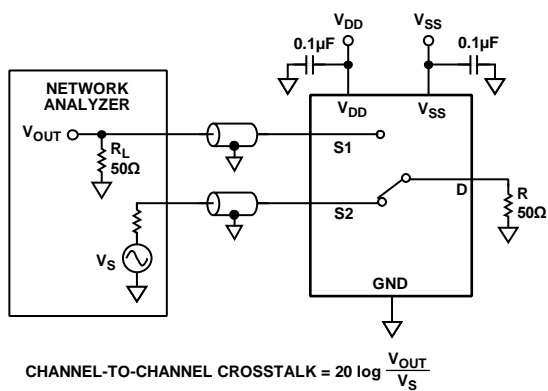 VDD
VSS
0.1µF
0.1µF
NETWORK
ANALYZER
VDD
VSS
VOUT
RL
50Ω
S1
S2
D
R
50Ω
VS
GND
CHANNEL-TO-CHANNEL CROSSTALK = 20 log VOUT
VS